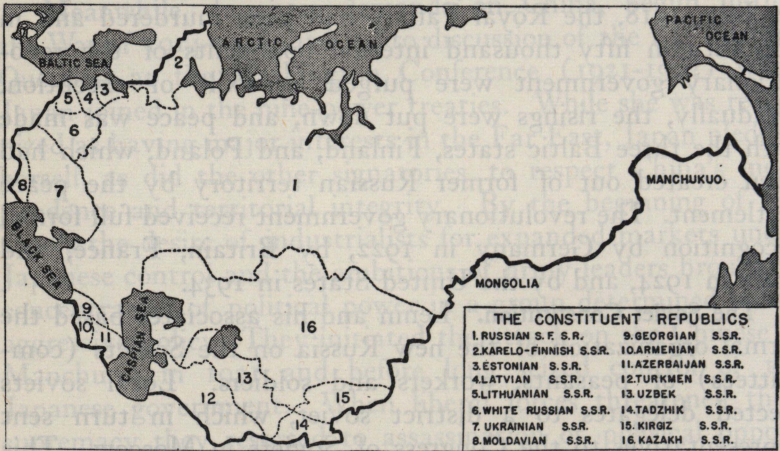 ARCTIC OCEAN
PACIFIC
OCEAN
BALTIC SEA
2
3
4
5
1
6
7
8
1
MANCHUKUO
BLACK SEA
MONGOLIA
CASPIAN SEA
9
10
11
16
12
13
14
15
THE CONSTITUENT REPUBLICS
1. RUSSIAN S.F.S.R.
2. KARELO-FINNISH S.S.R.
3. ESTONIAN S.S.R.
4. LATVIAN S.S.R.
5. LITHUANIAN S.S.R.
6. WHITE RUSSIAN S.S.R.
7. UKRAINIAN S.S.R.
8. MOLDAVIAN S.S.R.
9. GEORGIAN S.S.R.
10. ARMENIAN S.S.R.
11. AZERBAIJAN S.S.R.
12. TURKMEN S.S.R.
13. UZBEK S.S.R.
14. TADZHIK S.S.R.
15. KIRGIZ S.S.R.
16. KAZAKH S.S.R.